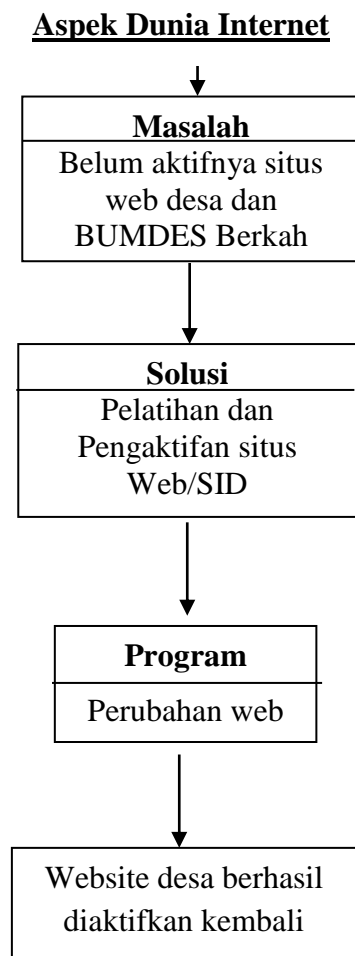 Aspek Dunia Internet
Masalah
Belum aktifnya situs
web desa dan
BUMDES Berkah
Solusi
Pelatihan dan
Pengaktifan situs
Web/SID
Program
Perubahan web
Website desa berhasil
diaktifkan kembali